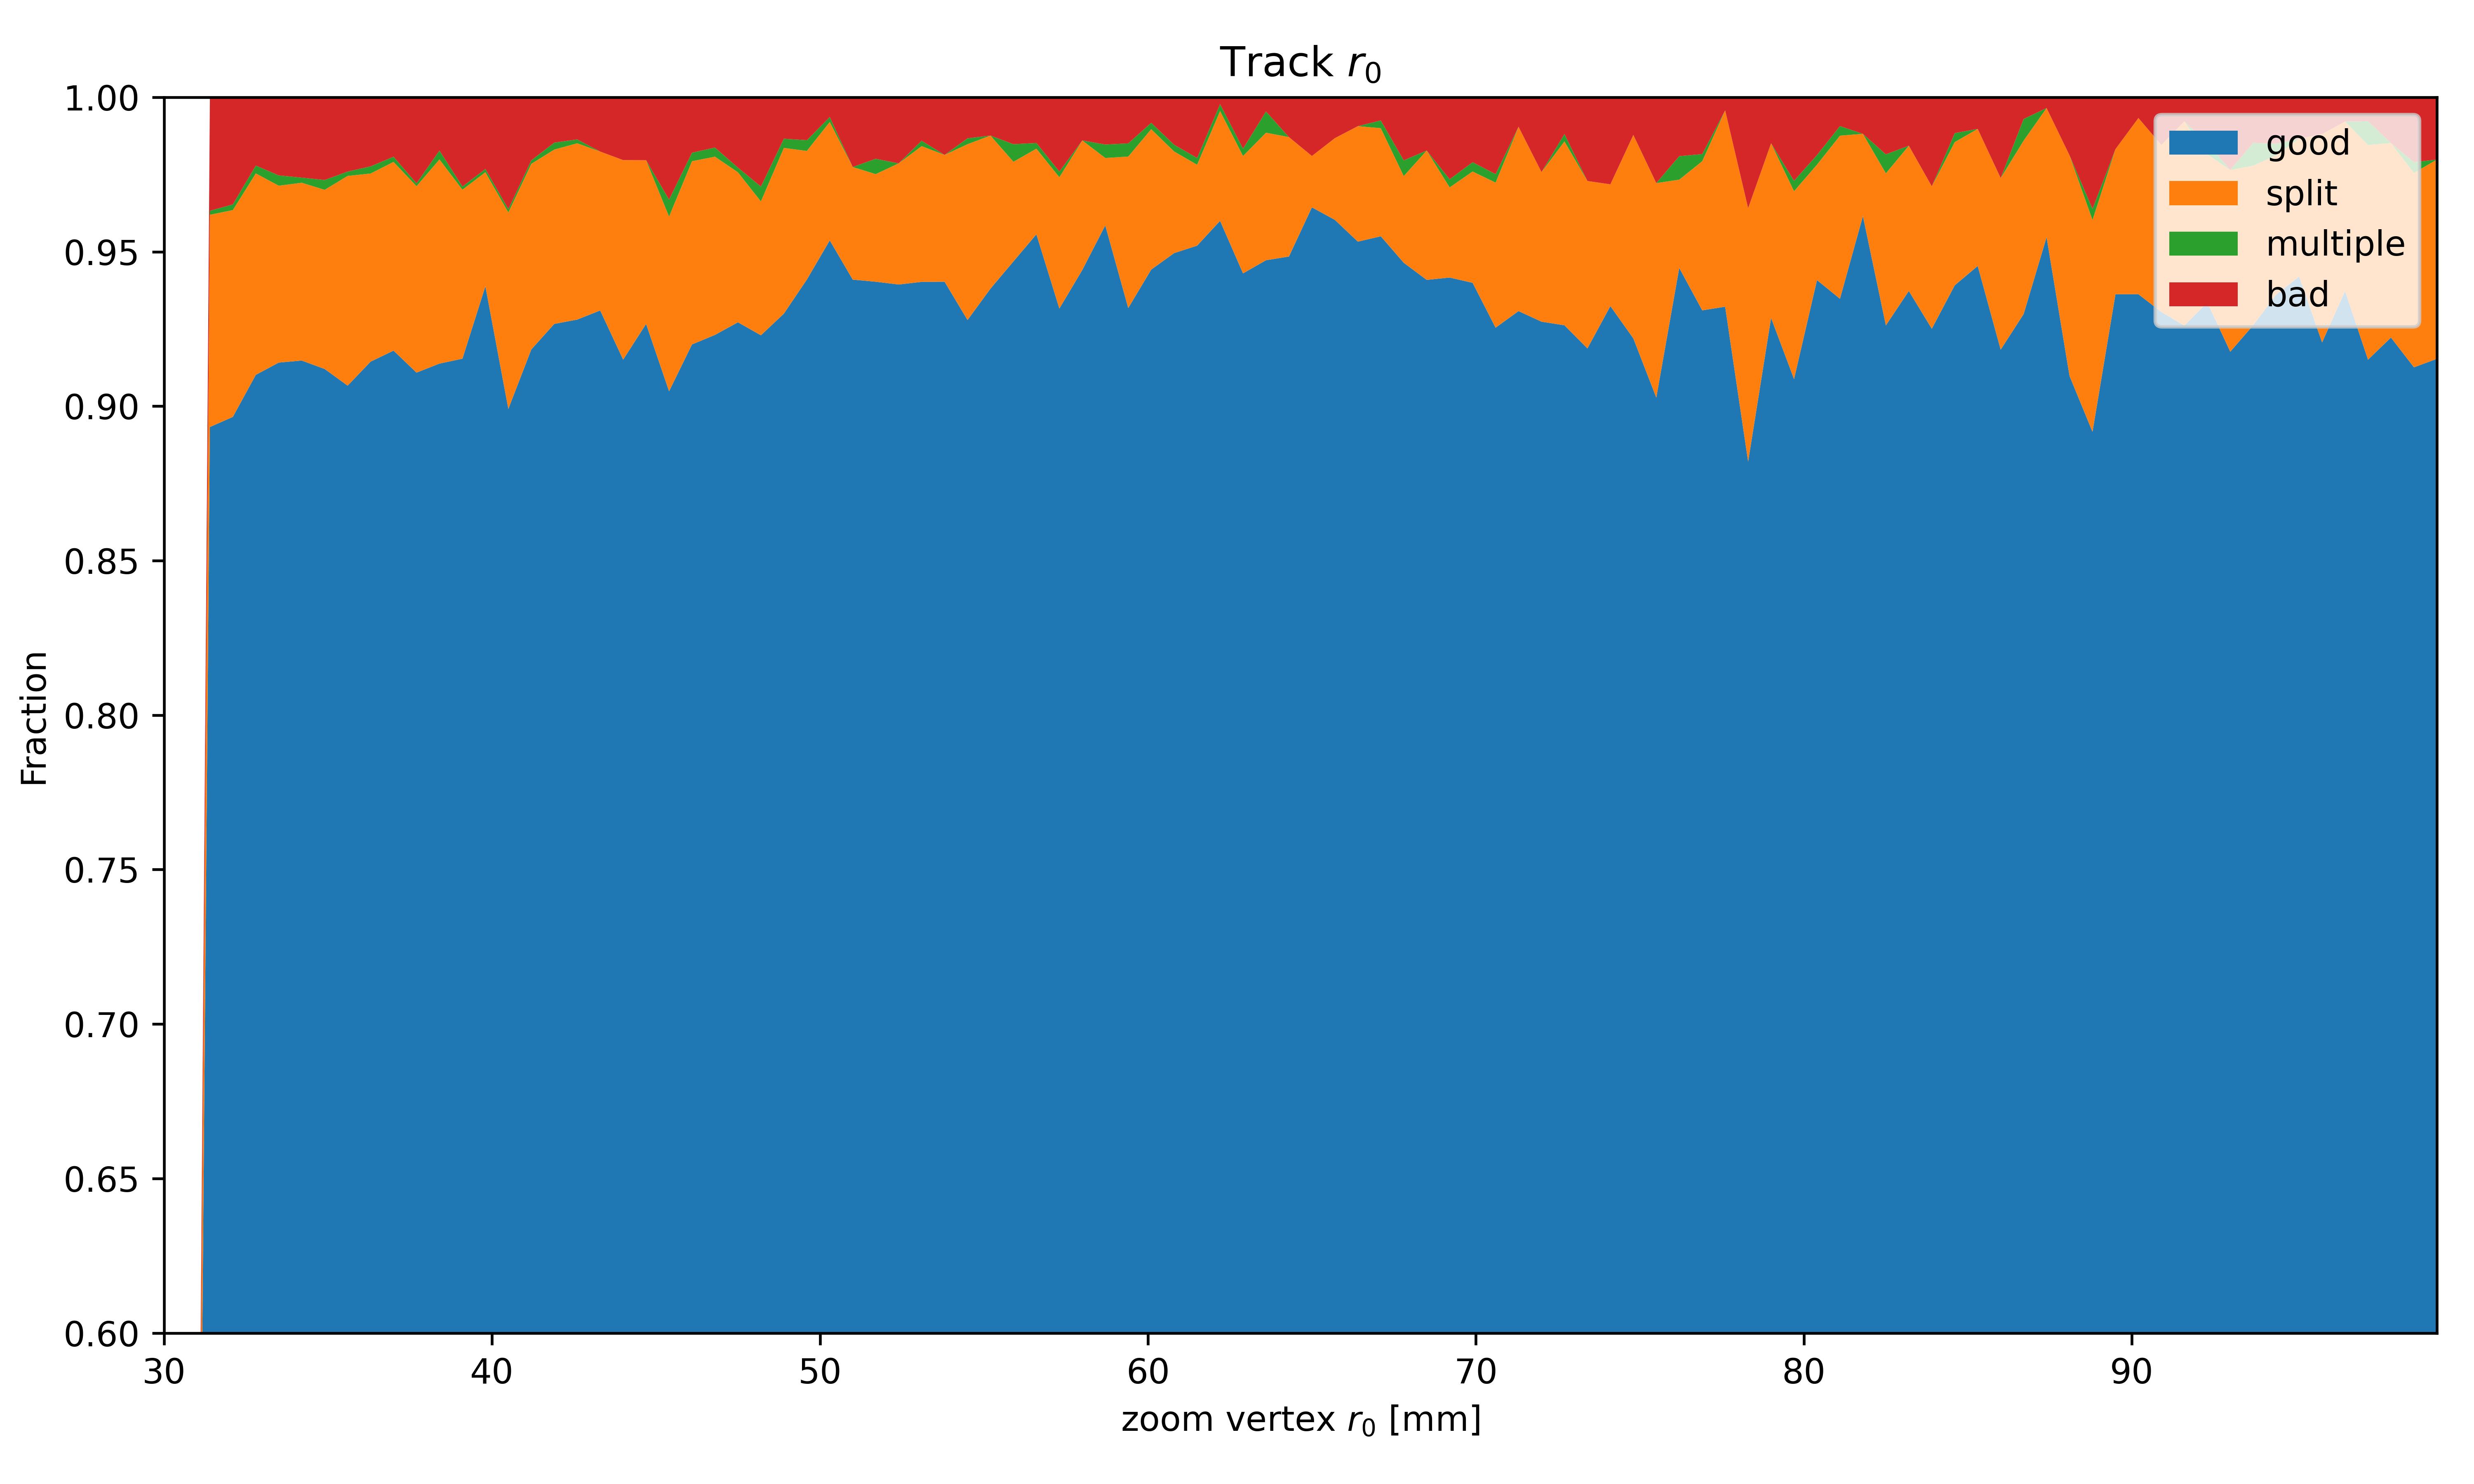 Track r₀
1.00
0.95
0.90
0.85
0.80
0.75
0.70
0.65
0.60
Fraction
good
split
multiple
bad
30 40 50 60 70 80 90
zoom vertex r₀ [mm]